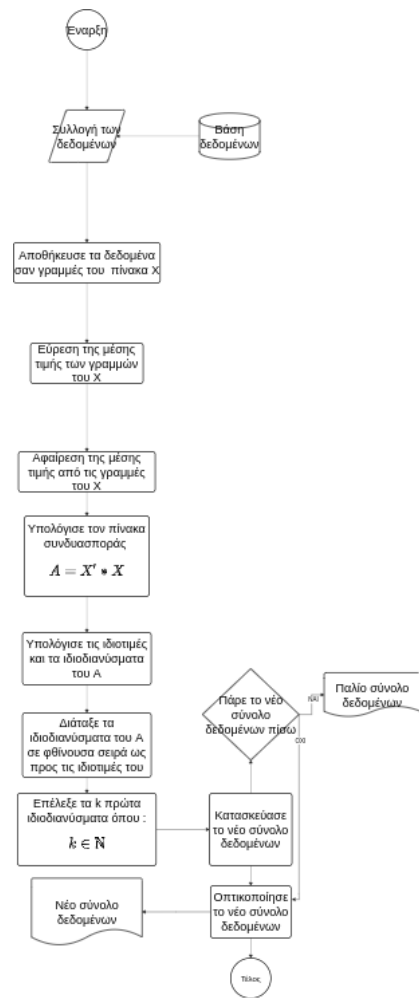 Έναρξη
Συλλογή των
δεδομένων
Βάση
δεδομένων
Αποθήκευσε τα δεδομένα
σαν γραμμές του πίνακα X
Εύρεση της μέσης
τιμής των γραμμών
του X
Αφαίρεση της μέσης
τιμής από τις γραμμές
του X
Υπολόγισε τον πίνακα
συνδυασποράς
A = X' * X
Υπολόγισε τις ιδιοτιμές
και τα ιδιοδιανύσματα
του A
Διάταξε τα
ιδιοδιανύσματα του A
σε φθίνουσα σειρά ως
προς τις ιδιοτιμές του
Επέλεξε τα k πρώτα
ιδιοδιανύσματα όπου :
k ∈ ℕ
Κατασκεύασε
το νέο σύνολο
δεδομένων
Πάρε το νέο
σύνολο
δεδομένων πίσω
ΝΑΙ
Παλίο σύνολο
δεδομένων
Οπτικοποίησε
το νέο σύνολο
δεδομένων
Νέο σύνολο
δεδομένων
Τέλος